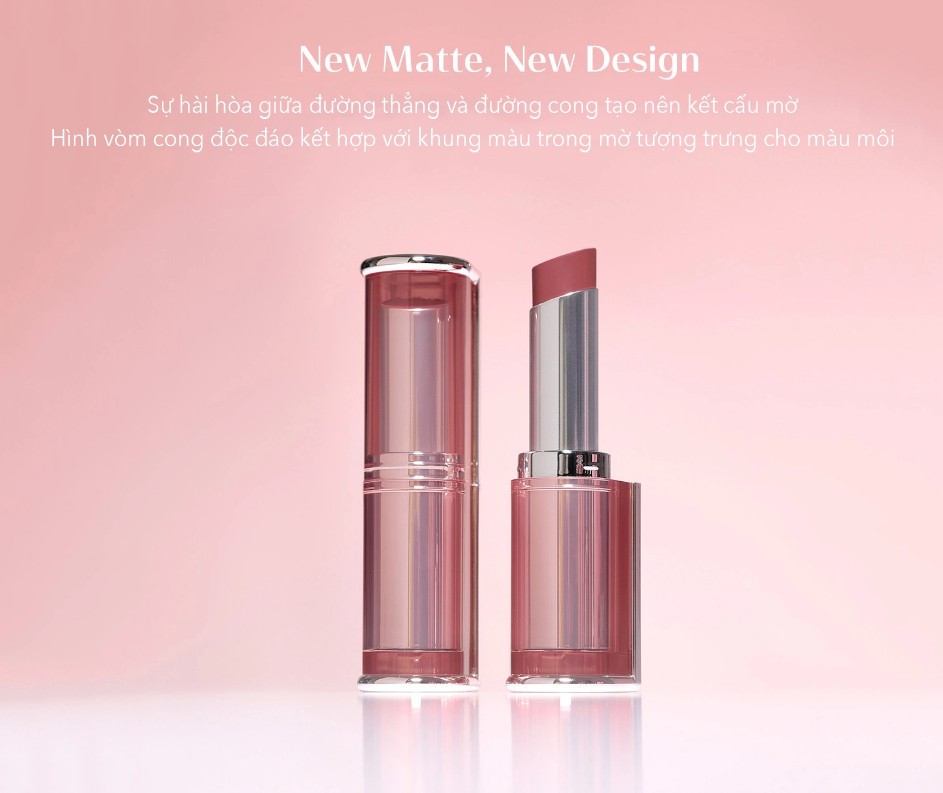 New Matte, New Design
Sự hài hòa giữa đường thẳng và đường cong tạo nên kết cấu mờ
Hình vòm cong độc đáo kết hợp với khung màu trong mờ tượng trưng cho màu môi